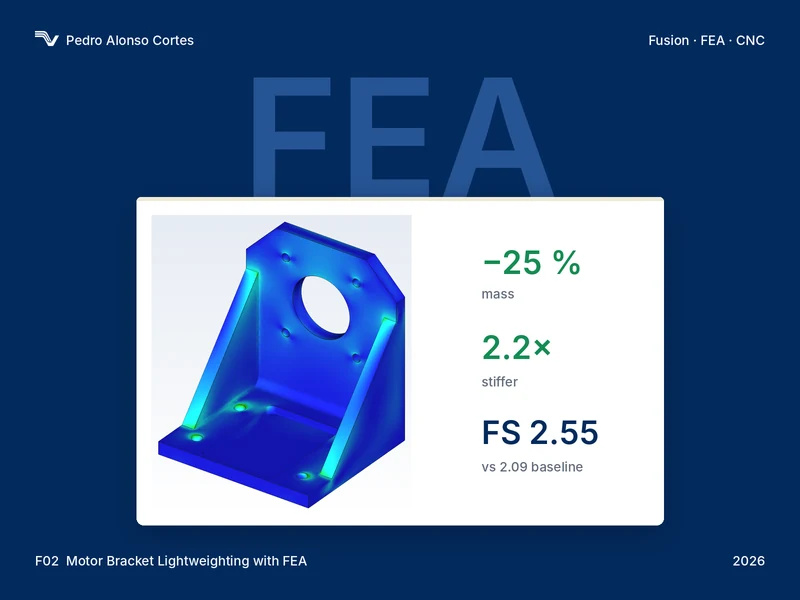 Pedro Alonso Cortes
Fusion · FEA · CNC
FEA
−25 %
mass
2.2×
stiffer
FS 2.55
vs 2.09 baseline
F02 Motor Bracket Lightweighting with FEA
2026